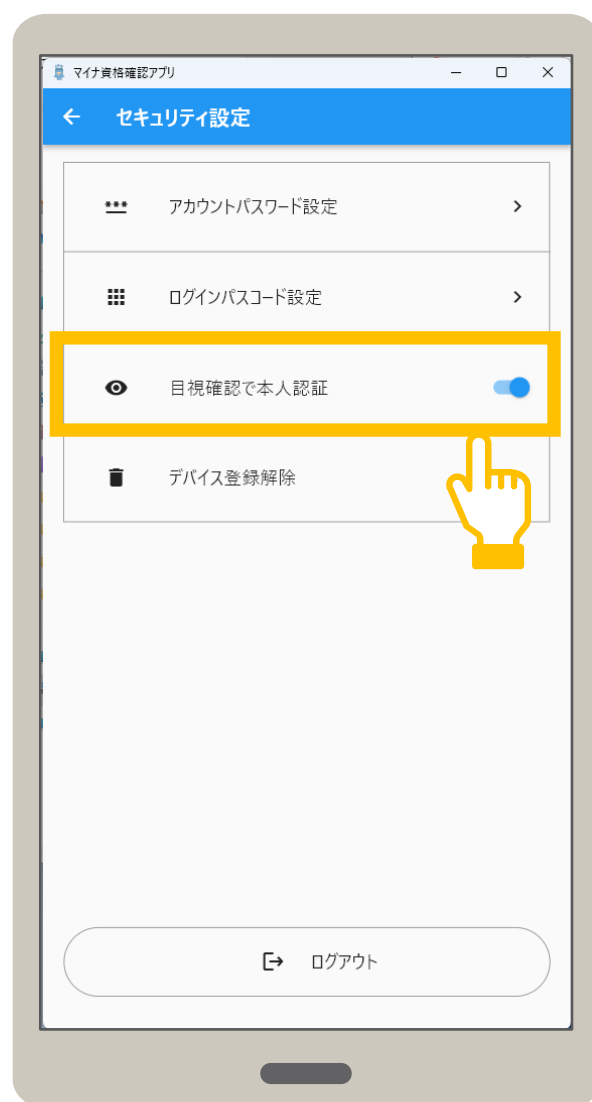 マイナ資格確認アプリ
セキュリティ設定
アカウントパスワード設定
ログインパスコード設定
目視確認で本人認証
デバイス登録解除
ログアウト